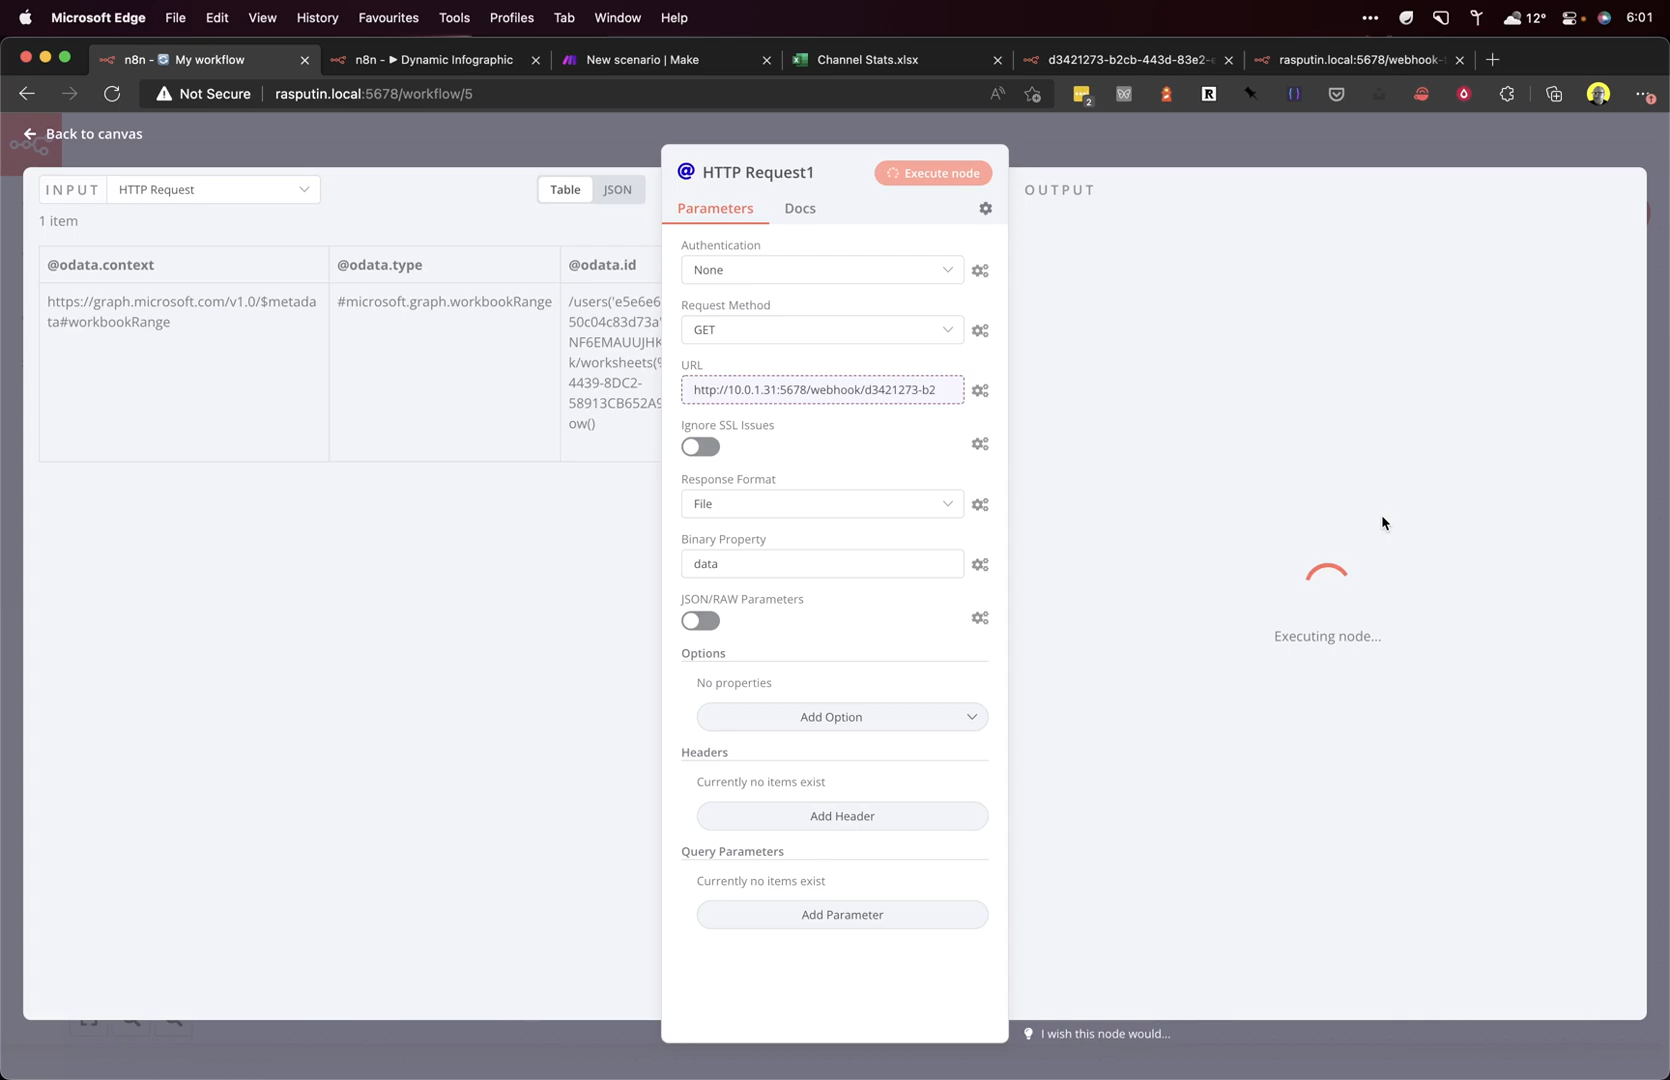 Microsoft Edge File Edit View History Favourites Tools Profiles Tab Window Help
12° 6:01
n8n - My workflow
n8n - ▶ Dynamic Infographic
New scenario | Make
Channel Stats.xlsx
d3421273-b2cb-443d-83e2-
rasputin.local:5678/webhook-
Not Secure rasputin.local:5678/workflow/5
2
Back to canvas
INPUT HTTP Request
Table JSON
1 item
@odata.context @odata.type @odata.id
https://graph.microsoft.com/v1.0/$metada
ta#workbookRange
#microsoft.graph.workbookRange
/users('e5e6e6
50c04c83d73a'
NF6EMAUUJHK
k/worksheets(%
4439-8DC2-
58913CB652A9
ow()
HTTP Request1
Execute node
Parameters Docs
Authentication
None
Request Method
GET
URL
http://10.0.1.31:5678/webhook/d3421273-b2
Ignore SSL Issues
Response Format
File
Binary Property
data
JSON/RAW Parameters
Options
No properties
Add Option
Headers
Currently no items exist
Add Header
Query Parameters
Currently no items exist
Add Parameter
OUTPUT
Executing node...
I wish this node would...